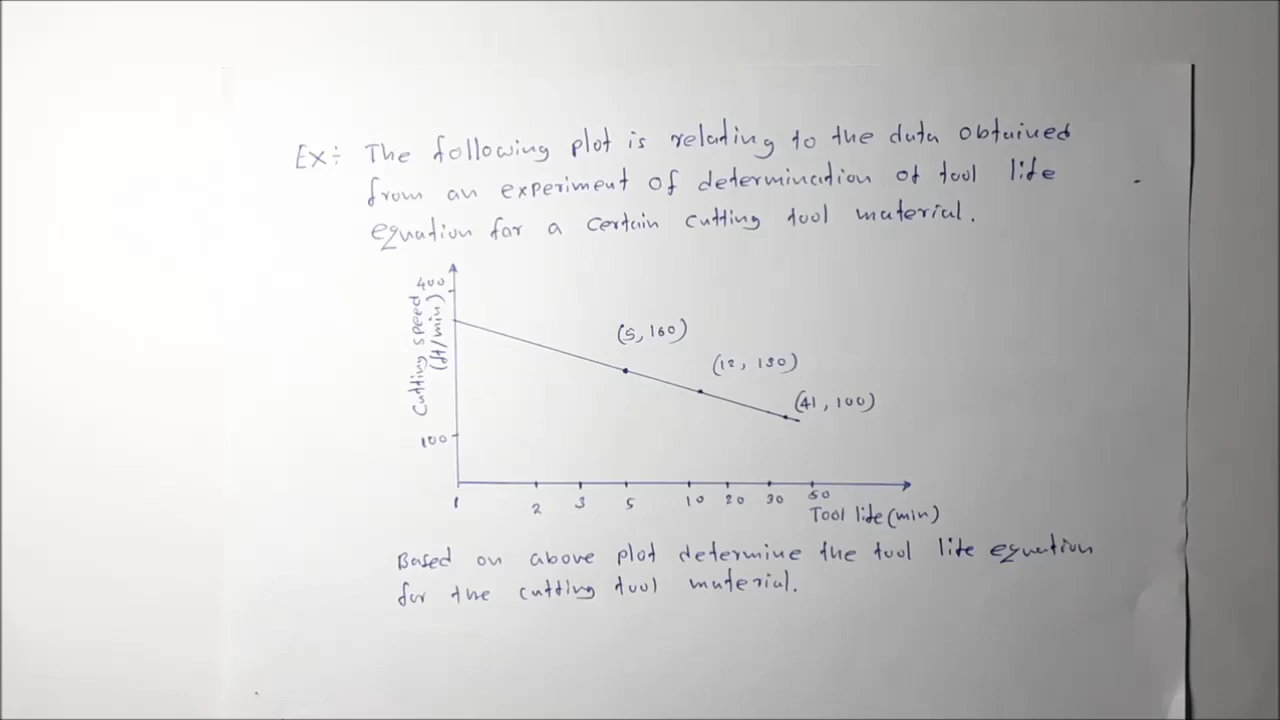 Ex:- The following plot is relating to the data obtained
from an experiment of determination of tool life
equation for a certain cutting tool material.
400
Cutting speed
(ft/min)
(5, 160)
(12, 130)
(41, 100)
100
1 2 3 5 10 20 30 50
Tool life (min)
Based on above plot determine the tool life equation
for the cutting tool material.